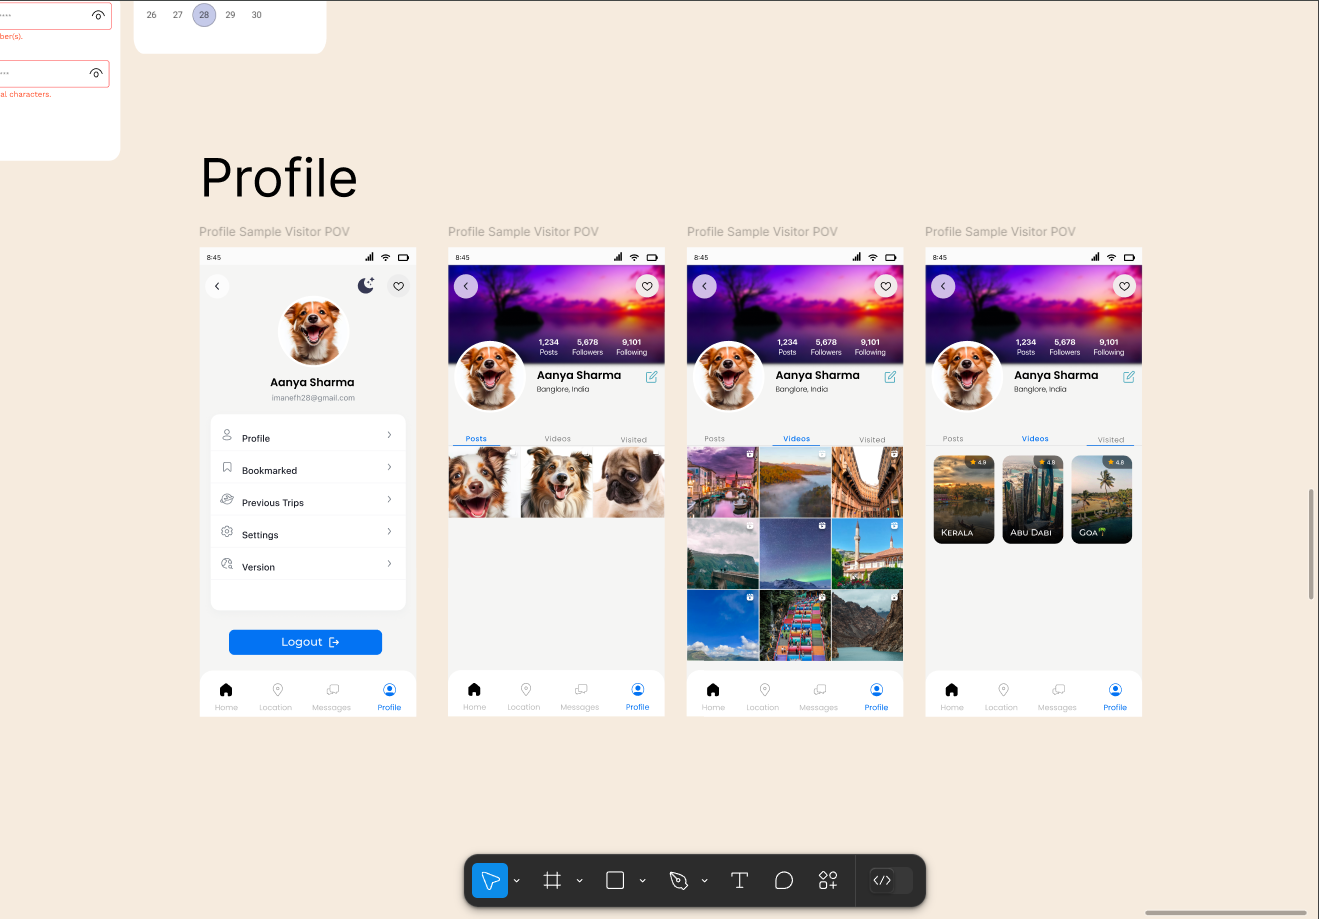 26 27 28 29 30
ber(s).
al characters.
Profile
Profile Sample Visitor POV
8:45
Aanya Sharma
imanefh28@gmail.com
Profile
Bookmarked
Previous Trips
Settings
Version
Logout
Home Location Messages Profile
Profile Sample Visitor POV
8:45
1,234 5,678 9,101
Posts Followers Following
Aanya Sharma
Banglore, India
Posts Videos Visited
Home Location Messages Profile
Profile Sample Visitor POV
8:45
1,234 5,678 9,101
Posts Followers Following
Aanya Sharma
Banglore, India
Posts Videos Visited
Home Location Messages Profile
Profile Sample Visitor POV
8:45
1,234 5,678 9,101
Posts Followers Following
Aanya Sharma
Banglore, India
Posts Videos Visited
4.9 4.8 4.8
Kerala Abu Dabi Goa🌴
Home Location Messages Profile